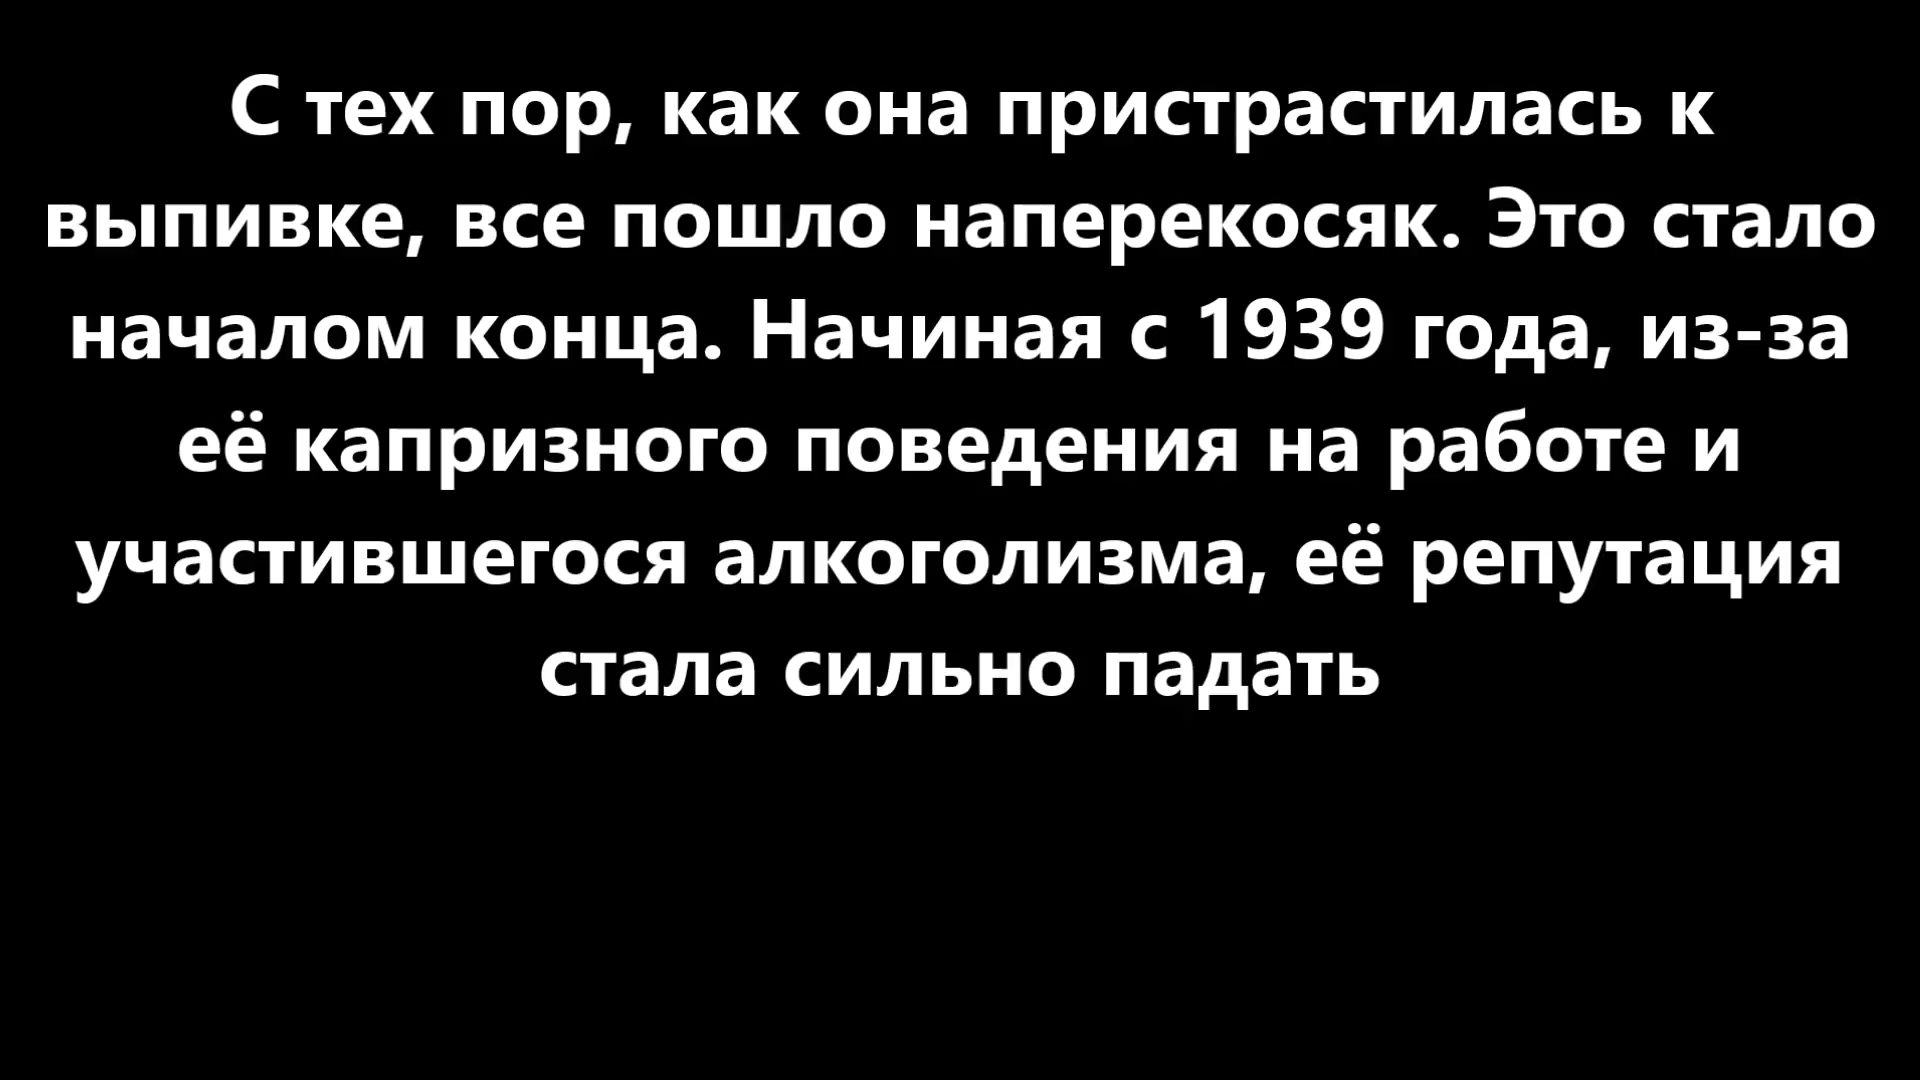 С тех пор, как она пристрастилась к
выпивке, все пошло наперекосяк. Это стало
началом конца. Начиная с 1939 года, из-за
её капризного поведения на работе и
участившегося алкоголизма, её репутация
стала сильно падать